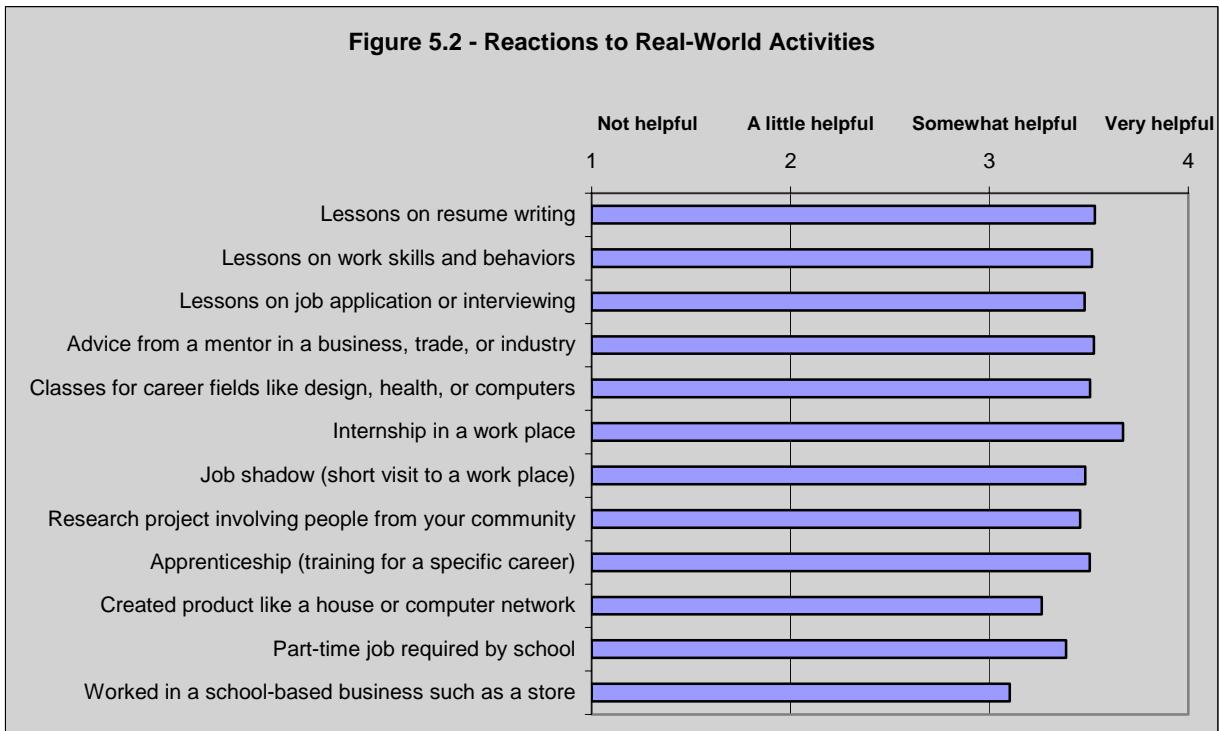 Figure 5.2 - Reactions to Real-World Activities
Not helpful A little helpful Somewhat helpful Very helpful
1 2 3 4
Lessons on resume writing
Lessons on work skills and behaviors
Lessons on job application or interviewing
Advice from a mentor in a business, trade, or industry
Classes for career fields like design, health, or computers
Internship in a work place
Job shadow (short visit to a work place)
Research project involving people from your community
Apprenticeship (training for a specific career)
Created product like a house or computer network
Part-time job required by school
Worked in a school-based business such as a store